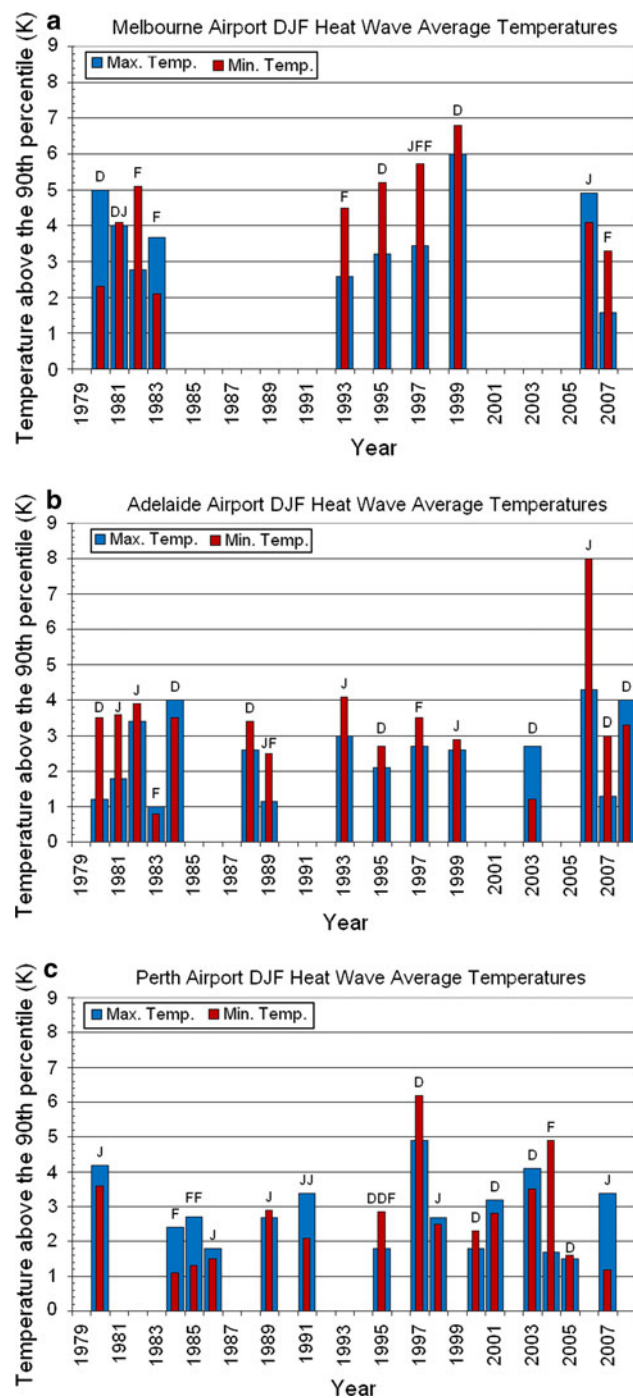 a
Melbourne Airport DJF Heat Wave Average Temperatures
Temperature above the 90th percentile (K)
Max. Temp. Min. Temp.
9
8
7
6
5
4
3
2
1
0
D DJ F F F D JFF D J F
1979 1981 1983 1985 1987 1989 1991 1993 1995 1997 1999 2001 2003 2005 2007
Year
b
Adelaide Airport DJF Heat Wave Average Temperatures
Temperature above the 90th percentile (K)
Max. Temp. Min. Temp.
9
8
7
6
5
4
3
2
1
0
D J J F D D JF J D F J D J D D
1979 1981 1983 1985 1987 1989 1991 1993 1995 1997 1999 2001 2003 2005 2007
Year
c
Perth Airport DJF Heat Wave Average Temperatures
Temperature above the 90th percentile (K)
Max. Temp. Min. Temp.
9
8
7
6
5
4
3
2
1
0
J F FF J J JJ DDF D J D D D F D J
1979 1981 1983 1985 1987 1989 1991 1993 1995 1997 1999 2001 2003 2005 2007
Year